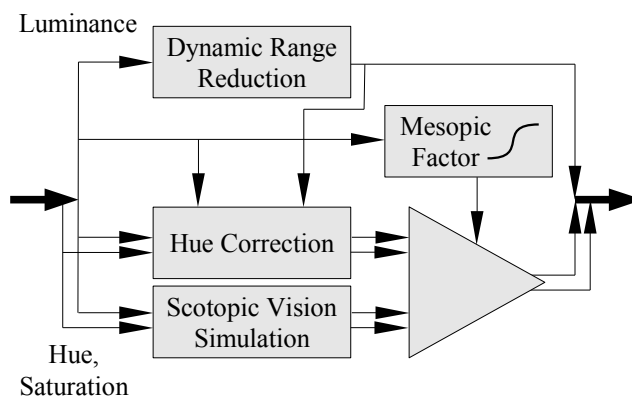 Luminance
Dynamic Range
Reduction
Mesopic
Factor
Hue Correction
Scotopic Vision
Simulation
Hue,
Saturation